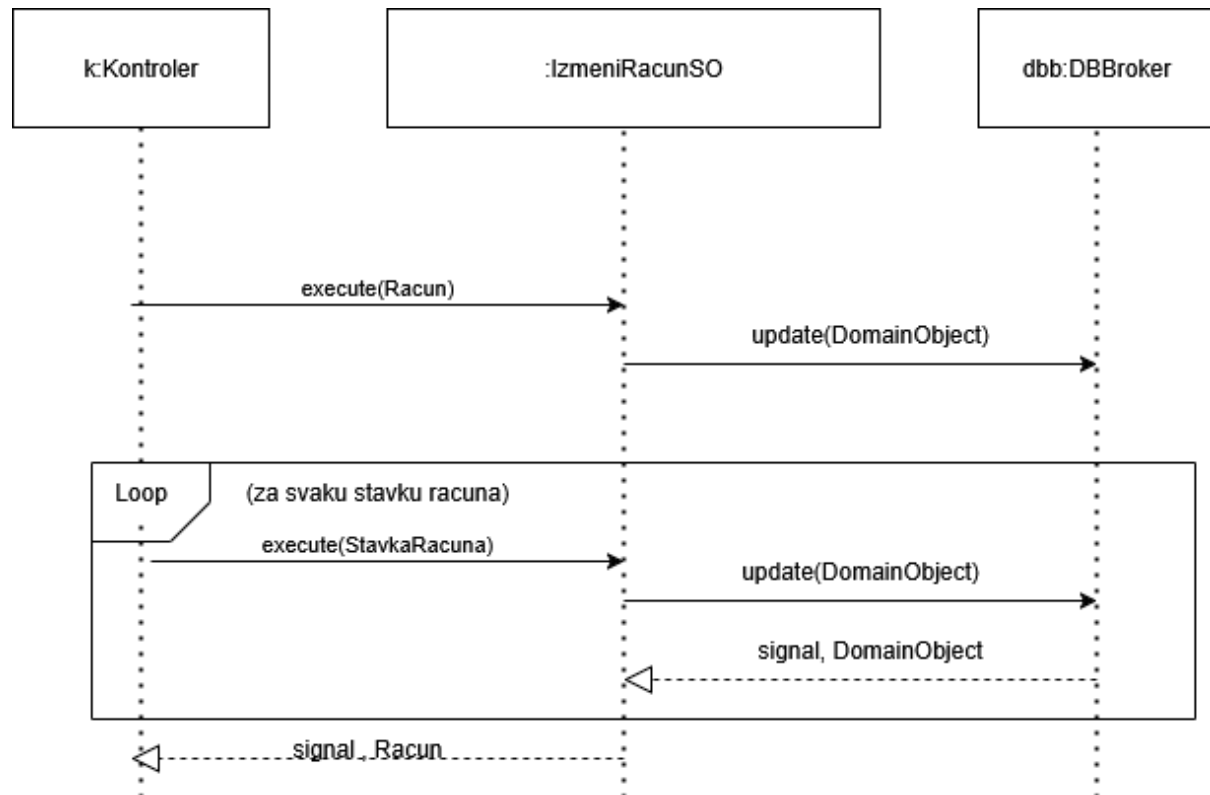 k:Kontroler
:IzmeniRacunSO
dbb:DBBroker
execute(Racun)
update(DomainObject)
Loop
(za svaku stavku racuna)
execute(StavkaRacuna)
update(DomainObject)
signal, DomainObject
signal , Racun